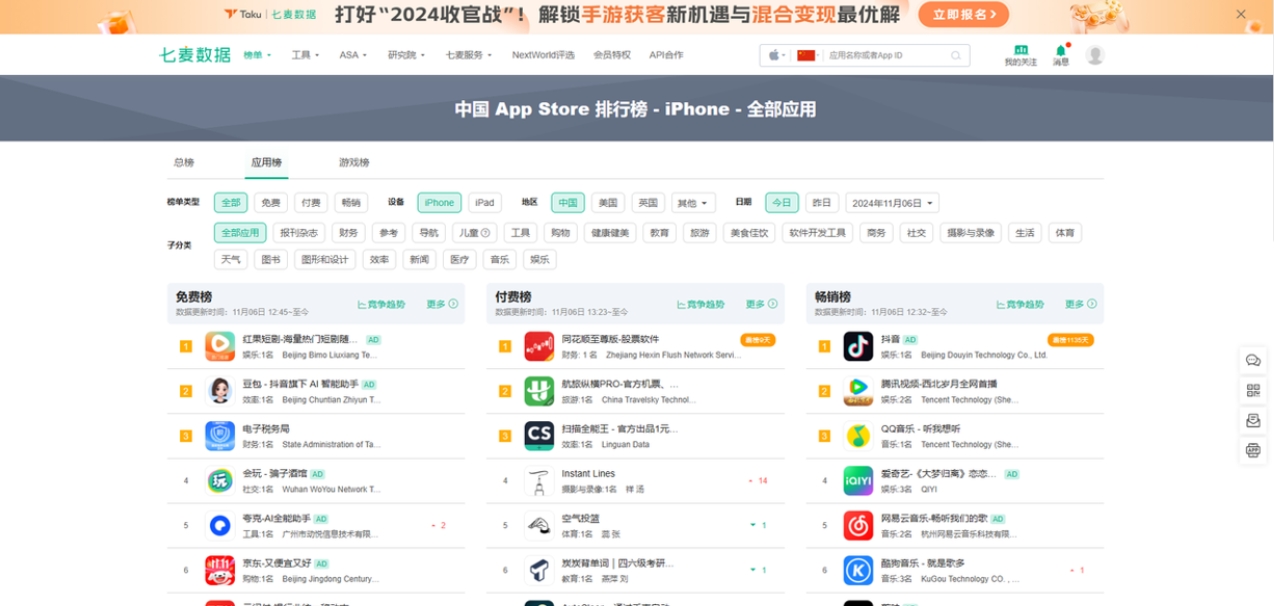 Taku | 七麦数据 打好“2024收官战”！解锁手游获客新机遇与混合变现最优解 立即报名
七麦数据 榜单 工具 ASA 研究院 七麦服务 NextWorld评选 会员特权 API合作 应用名称或者App ID 我的关注 消息
中国 App Store 排行榜 - iPhone - 全部应用
总榜 应用榜 游戏榜
榜单类型 全部 免费 付费 畅销 设备 iPhone iPad 地区 中国 美国 英国 其他 日期 今日 昨日 2024年11月06日
子分类 全部应用 报刊杂志 财务 参考 导航 儿童 工具 购物 健康健美 教育 旅游 美食佳饮 软件开发工具 商务 社交 摄影与录像 生活 体育
天气 图书 图形和设计 效率 新闻 医疗 音乐 娱乐
免费榜 竞争趋势 更多
数据更新时间：11月06日 12:45~至今
1 红果短剧-海量热门短剧随... AD
娱乐:1名 Beijing Bimo Liuxiang Te...
2 豆包 - 抖音旗下 AI 智能助手 AD
效率:1名 Beijing Chuntian Zhiyun T...
3 电子税务局
财务:1名 State Administration of Ta...
4 会玩 - 骗子酒馆 AD
社交:1名 Wuhan WoYou Network T...
5 夸克-AI全能助手 AD 2
工具:1名 广州市动悦信息技术有限...
6 京东-又便宜又好 AD
购物:1名 Beijing Jingdong Century...
付费榜 竞争趋势 更多
数据更新时间：11月06日 13:23~至今
1 同花顺至尊版-股票软件
财务: 1 名 Zhejiang Hexin Flush Network Servi...
2 航旅纵横PRO-官方机票、...
旅游:1名 China Travelsky Technol...
3 CS 扫描全能王 - 官方出品1元...
效率:1名 Linguan Data
4 Instant Lines 14
摄影与录像:1名 祥 汤
5 空气投篮 1
体育:1名
6 炭炭背单词｜四六级考研... 1
教育:1名 燕萍 刘
畅销榜 竞争趋势 更多
数据更新时间：11月06日 12:32~至今
1 抖音 AD 霸榜1135天
娱乐:1名 Beijing Douyin Technology Co., Ltd.
2 腾讯视频-西北岁月全网首播
娱乐:2名 Tencent Technology (She...
3 QQ音乐 - 听我想听
音乐:1名 Tencent Technology (She...
4 iQIYI 爱奇艺-《大梦归离》恋恋... AD
娱乐:3名 QIYI
5 网易云音乐-畅听我们的歌 AD
音乐:2名 杭州网易云音乐科技有限...
6 酷狗音乐 - 就是歌多 1
音乐:3名 KuGou Technology CO. , ...